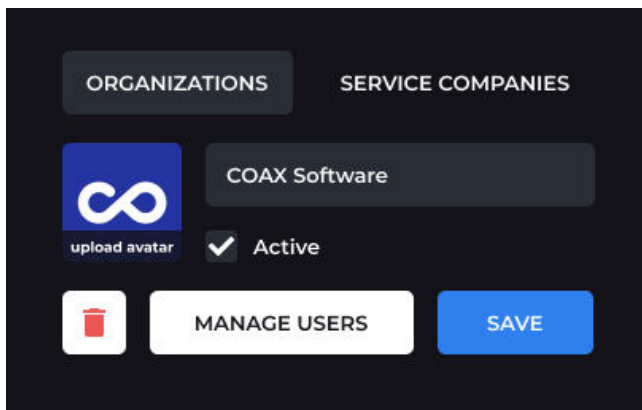 ORGANIZATIONS
SERVICE COMPANIES
COAX Software
upload avatar
Active
MANAGE USERS
SAVE